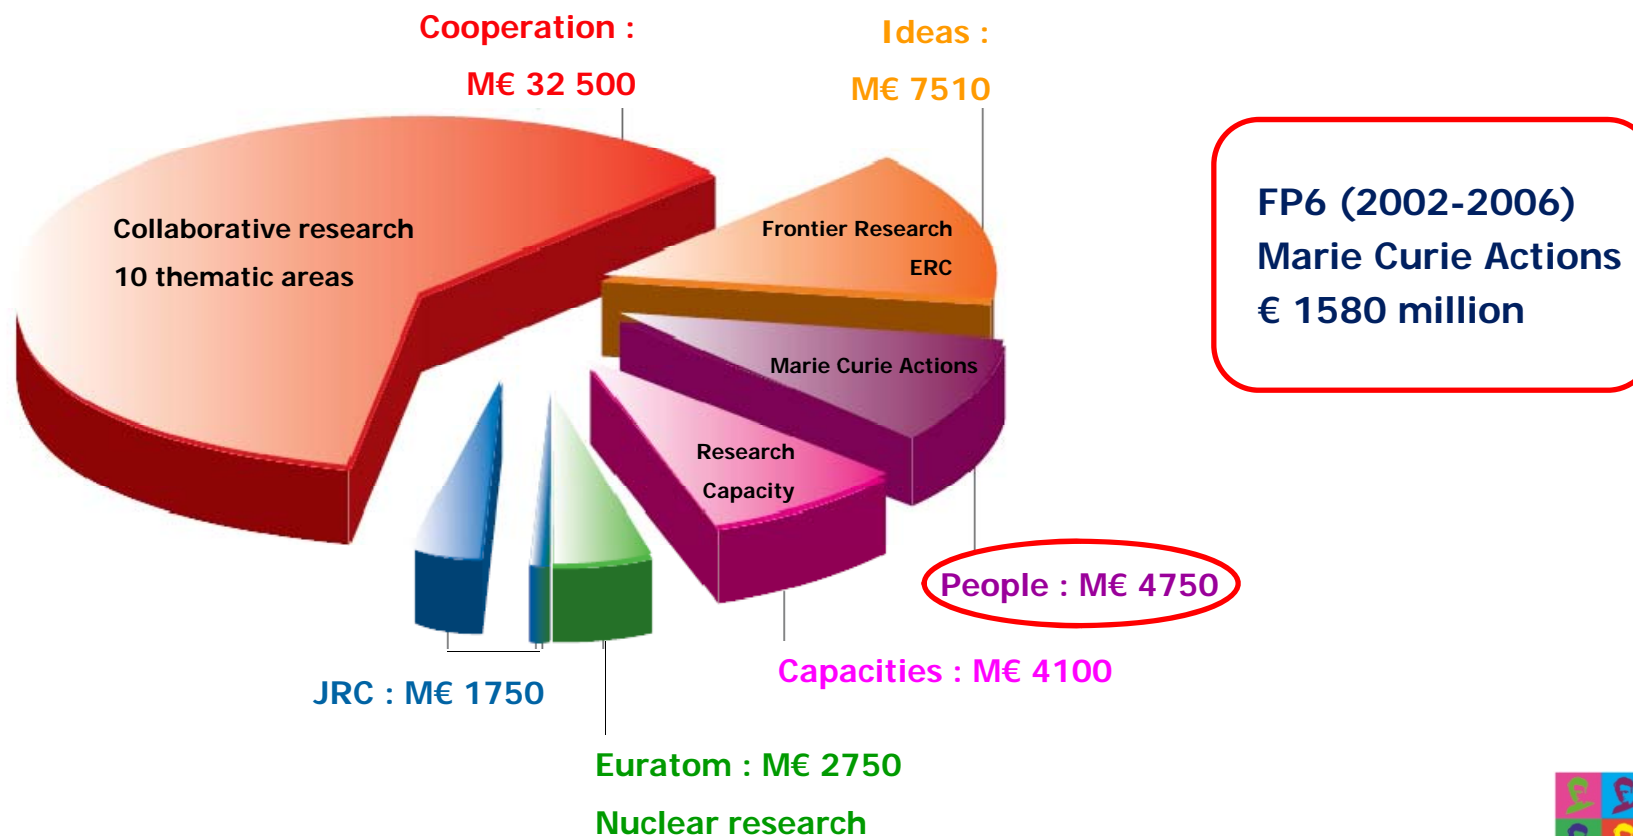 Cooperation :
M€ 32 500
Ideas :
M€ 7510
Collaborative research
10 thematic areas
Frontier Research
ERC
FP6 (2002-2006)
Marie Curie Actions
€ 1580 million
Marie Curie Actions
Research
Capacity
People : M€ 4750
Capacities : M€ 4100
JRC : M€ 1750
Euratom : M€ 2750
Nuclear research